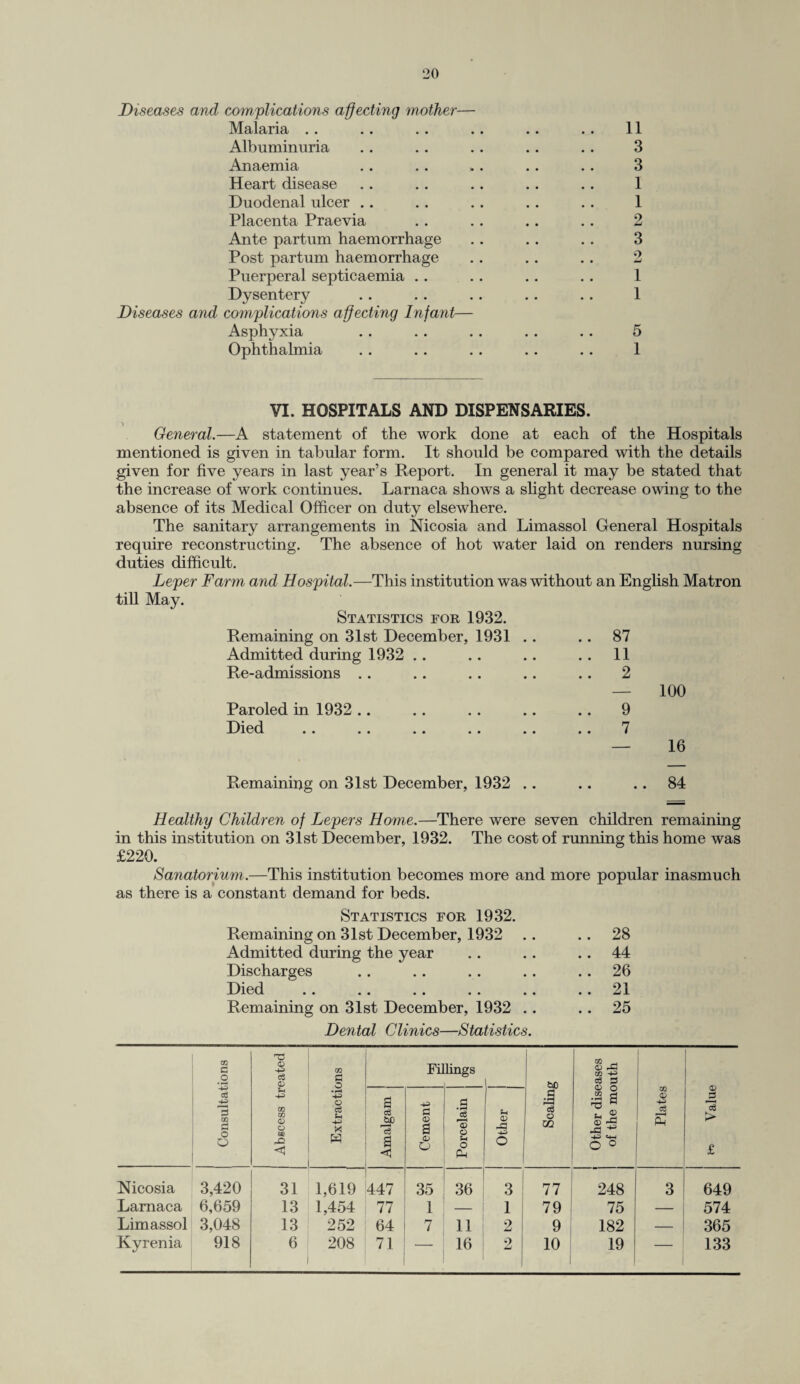 20
Diseases and complications affecting mother—
Malaria . . . . . . . . . . . . 11
Albuminuria . . . . . . . . . . 3
Anaemia . . . . . . . . . . 3
Heart disease . . . . . . . . . . 1
Duodenal ulcer . . . . . . . . . . 1
Placenta Praevia . . . . . . . . 2
Ante partum haemorrhage . . . . . . 3
Post partum haemorrhage . . . . . . 2
Puerperal septicaemia . . . . . . . . 1
Dysentery . . . . . . . . . . 1
Diseases and complications affecting Infant—
Asphyxia . . . . . . . . . . 5
Ophthalmia . . . . . . . . . . 1
VI. HOSPITALS AND DISPENSARIES.
General.—A statement of the work done at each of the Hospitals
mentioned is given in tabular form. It should be compared with the details
given for five years in last year's Report. In general it may be stated that
the increase of work continues. Larnaca shows a slight decrease owing to the
absence of its Medical Officer on duty elsewhere.
The sanitary arrangements in Nicosia and Limassol General Hospitals
require reconstructing. The absence of hot water laid on renders nursing
duties difficult.
Leper Farm and Hospital.—This institution was without an English Matron
till May.
STATISTICS FOR 1932.
Remaining on 31st December, 1931 . . . . 87
Admitted during 1932 . . . . . . . . 11
Re-admissions . . . . . . . . . . 2
— 100
Paroled in 1932 . . . . . . . . . . 9
Died . . . . . . . . . . . . 7
— 16
Remaining on 31st December, 1932 . . . . . . 84
Healthy Children of Lepers Home.—There were seven children remaining
in this institution on 31st December, 1932. The cost of running this home was
£220.
Sanatorium.—This institution becomes more and more popular inasmuch
as there is a constant demand for beds.
STATISTICS FOR 1932.
Remaining on 31st December, 1932 . . . . 28
Admitted during the year . . . . . . 44
Discharges . . . . . . . . . . 26
Died . . . . . . . . . . . . 21
Remaining on 31st December, 1932 . . . . 25
Dental Clinics—Statistics.
Consultations
Abscess treated
Extractions
Fillings
Amalgam
Cement
Porcelain
Other
Scaling
Other diseases
of the mouth
Plates
£ Value
Nicosia 3,420 31 1,619 447 35 36 3 77 248 3 649
Larnaca 6,659 13 1,454 77 1 — 1 79 75 — 574
Limassol 3,048 13 252 64 7 11 2 9 182 — 365
Kyrenia 918 6 208 71 — 16 2 10 19 — 133